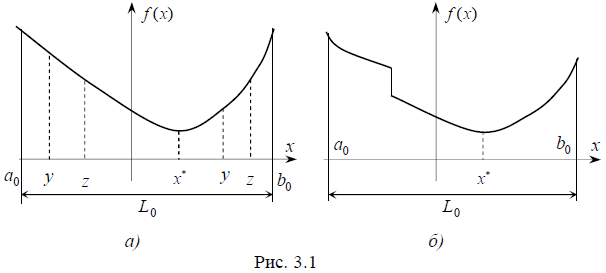 f(x) f(x)
a₀ y z x* y z b₀ x a₀ x* b₀ x
L₀ L₀
а) б)
Рис. 3.1